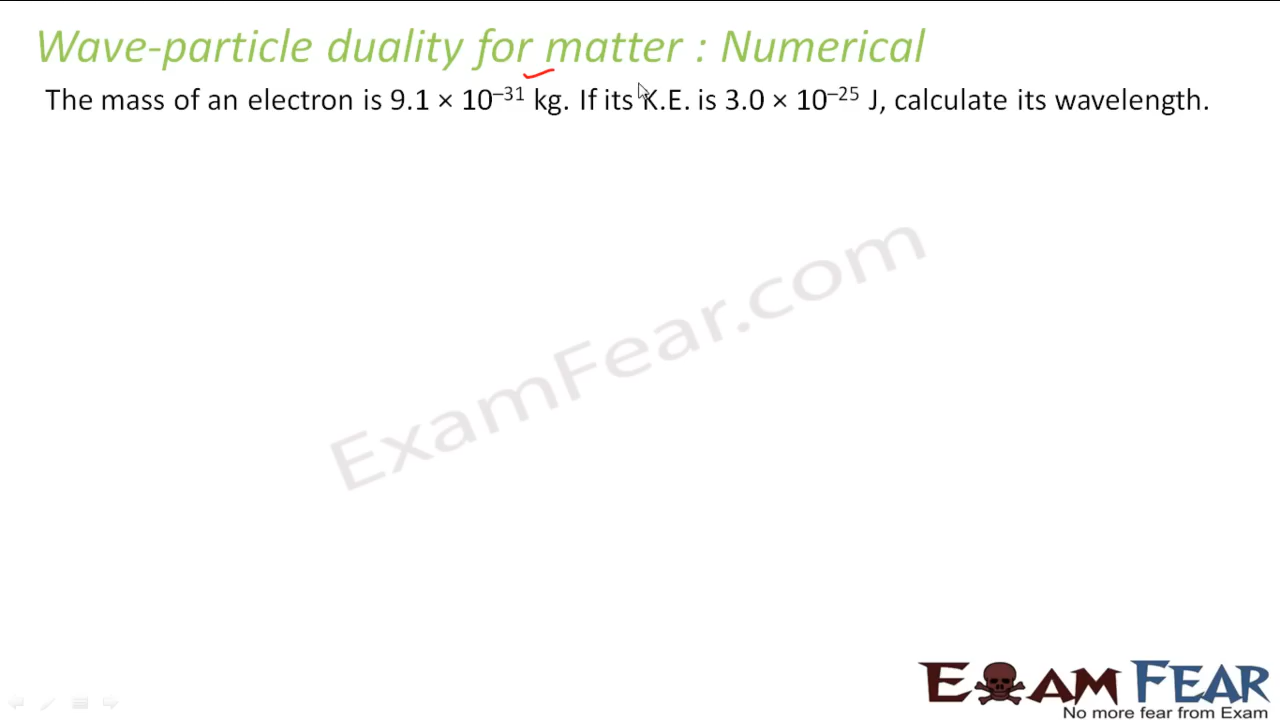 Wave-particle duality for matter : Numerical
The mass of an electron is 9.1 × 10⁻³¹ kg. If its K.E. is 3.0 × 10⁻²⁵ J, calculate its wavelength.
ExamFear.com
EXAM FEAR
No more fear from Exam